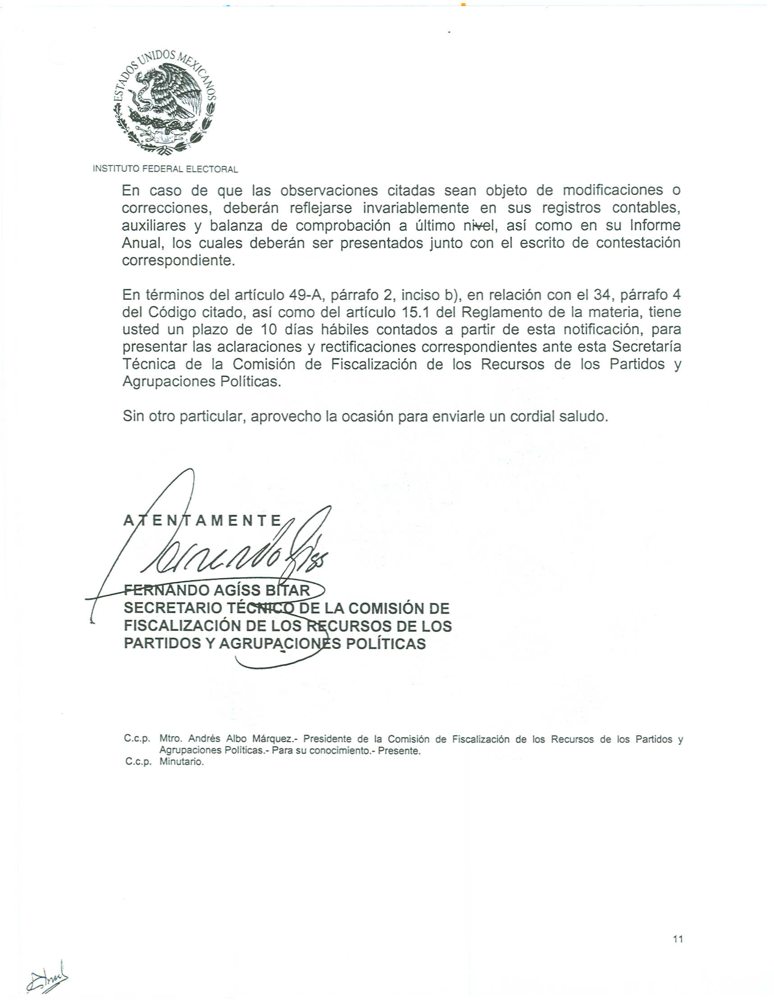 ESTADOS UNIDOS MEXICANOS
INSTITUTO FEDERAL ELECTORAL
En caso de que las observaciones citadas sean objeto de modificaciones o
correcciones, deberán reflejarse invariablemente en sus registros contables,
auxiliares y balanza de comprobación a último nivel, así como en su Informe
Anual, los cuales deberán ser presentados junto con el escrito de contestación
correspondiente.
En términos del artículo 49-A, párrafo 2, inciso b), en relación con el 34, párrafo 4
del Código citado, así como del artículo 15.1 del Reglamento de la materia, tiene
usted un plazo de 10 días hábiles contados a partir de esta notificación, para
presentar las aclaraciones y rectificaciones correspondientes ante esta Secretaría
Técnica de la Comisión de Fiscalización de los Recursos de los Partidos y
Agrupaciones Políticas.
Sin otro particular, aprovecho la ocasión para enviarle un cordial saludo.
A T E N T A M E N T E
Fernando Agíss
FERNANDO AGÍSS BITAR
SECRETARIO TÉCNICO DE LA COMISIÓN DE
FISCALIZACIÓN DE LOS RECURSOS DE LOS
PARTIDOS Y AGRUPACIONES POLÍTICAS
C.c.p. Mtro. Andrés Albo Márquez.- Presidente de la Comisión de Fiscalización de los Recursos de los Partidos y
Agrupaciones Políticas.- Para su conocimiento.- Presente.
C.c.p. Minutario.
11